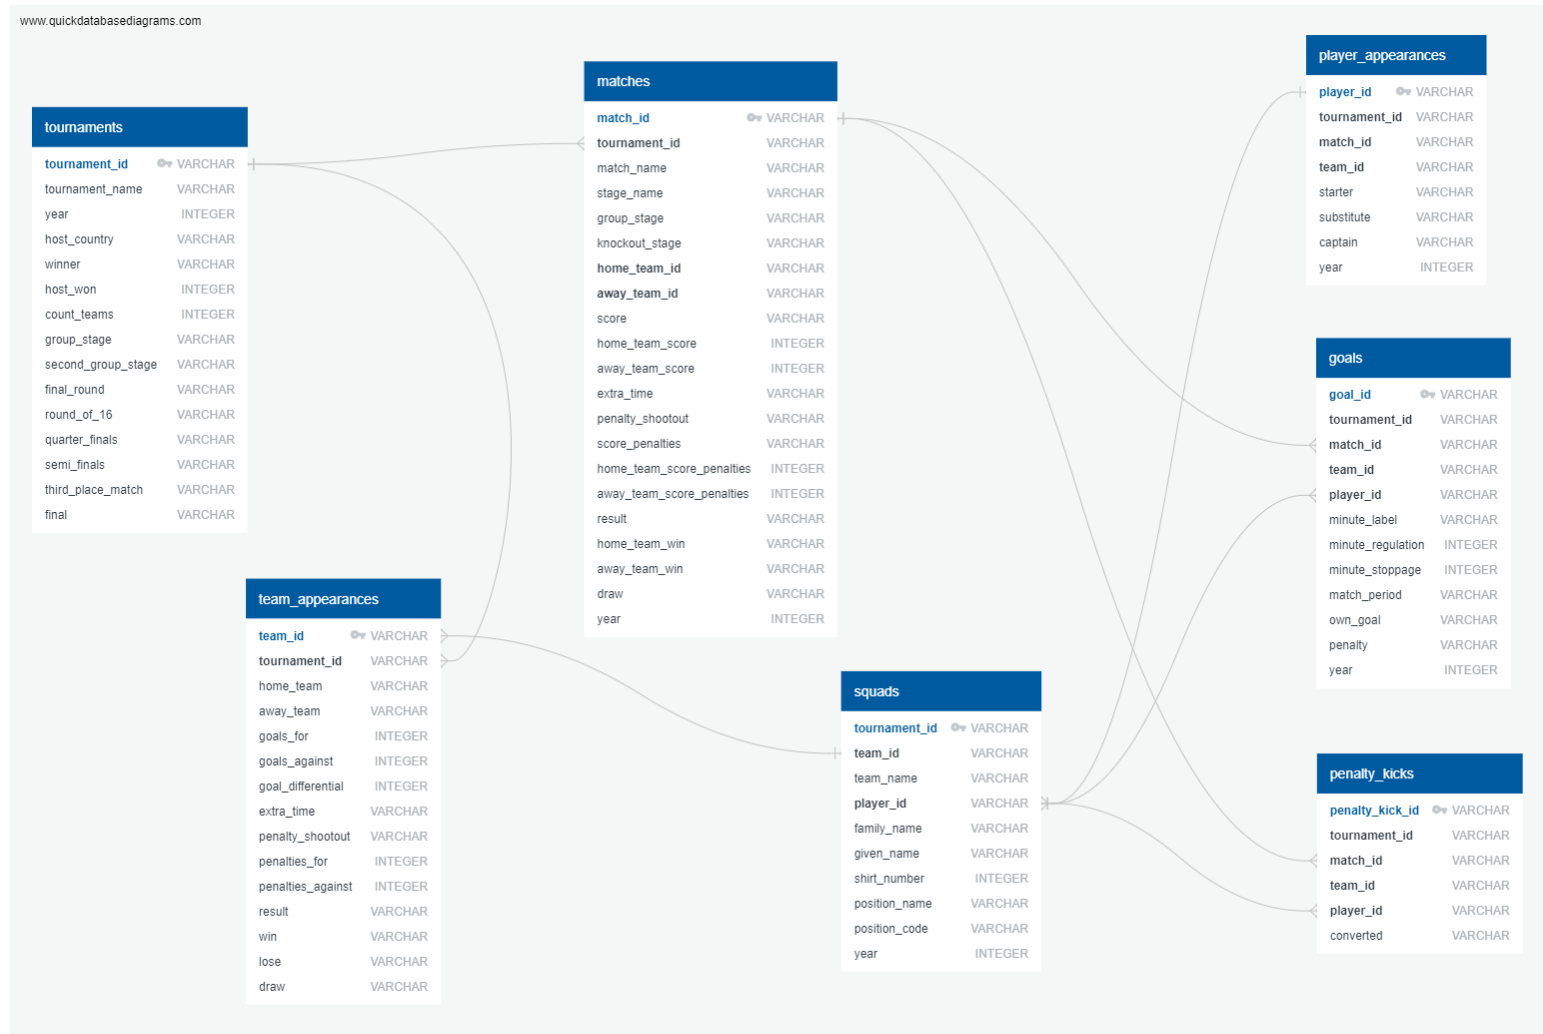 www.quickdatabasediagrams.com
tournaments
tournament_id VARCHAR
tournament_name VARCHAR
year INTEGER
host_country VARCHAR
winner VARCHAR
host_won INTEGER
count_teams INTEGER
group_stage VARCHAR
second_group_stage VARCHAR
final_round VARCHAR
round_of_16 VARCHAR
quarter_finals VARCHAR
semi_finals VARCHAR
third_place_match VARCHAR
final VARCHAR
team_appearances
team_id VARCHAR
tournament_id VARCHAR
home_team VARCHAR
away_team VARCHAR
goals_for INTEGER
goals_against INTEGER
goal_differential INTEGER
extra_time VARCHAR
penalty_shootout VARCHAR
penalties_for INTEGER
penalties_against INTEGER
result VARCHAR
win VARCHAR
lose VARCHAR
draw VARCHAR
matches
match_id VARCHAR
tournament_id VARCHAR
match_name VARCHAR
stage_name VARCHAR
group_stage VARCHAR
knockout_stage VARCHAR
home_team_id VARCHAR
away_team_id VARCHAR
score VARCHAR
home_team_score INTEGER
away_team_score INTEGER
extra_time VARCHAR
penalty_shootout VARCHAR
score_penalties VARCHAR
home_team_score_penalties INTEGER
away_team_score_penalties INTEGER
result VARCHAR
home_team_win VARCHAR
away_team_win VARCHAR
draw VARCHAR
year INTEGER
squads
tournament_id VARCHAR
team_id VARCHAR
team_name VARCHAR
player_id VARCHAR
family_name VARCHAR
given_name VARCHAR
shirt_number INTEGER
position_name VARCHAR
position_code VARCHAR
year INTEGER
player_appearances
player_id VARCHAR
tournament_id VARCHAR
match_id VARCHAR
team_id VARCHAR
starter VARCHAR
substitute VARCHAR
captain VARCHAR
year INTEGER
goals
goal_id VARCHAR
tournament_id VARCHAR
match_id VARCHAR
team_id VARCHAR
player_id VARCHAR
minute_label VARCHAR
minute_regulation INTEGER
minute_stoppage INTEGER
match_period VARCHAR
own_goal VARCHAR
penalty VARCHAR
year INTEGER
penalty_kicks
penalty_kick_id VARCHAR
tournament_id VARCHAR
match_id VARCHAR
team_id VARCHAR
player_id VARCHAR
converted VARCHAR